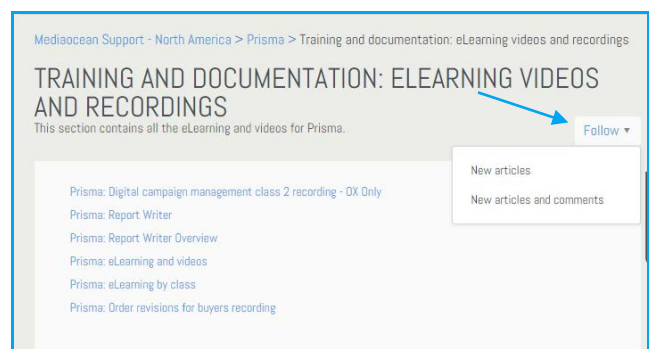 Mediaocean Support - North America > Prisma > Training and documentation: eLearning videos and recordings
TRAINING AND DOCUMENTATION: ELEARNING VIDEOS
AND RECORDINGS
This section contains all the eLearning and videos for Prisma.
Follow ▾
New articles
New articles and comments
Prisma: Digital campaign management class 2 recording - OX Only
Prisma: Report Writer
Prisma: Report Writer Overview
Prisma: eLearning and videos
Prisma: eLearning by class
Prisma: Order revisions for buyers recording